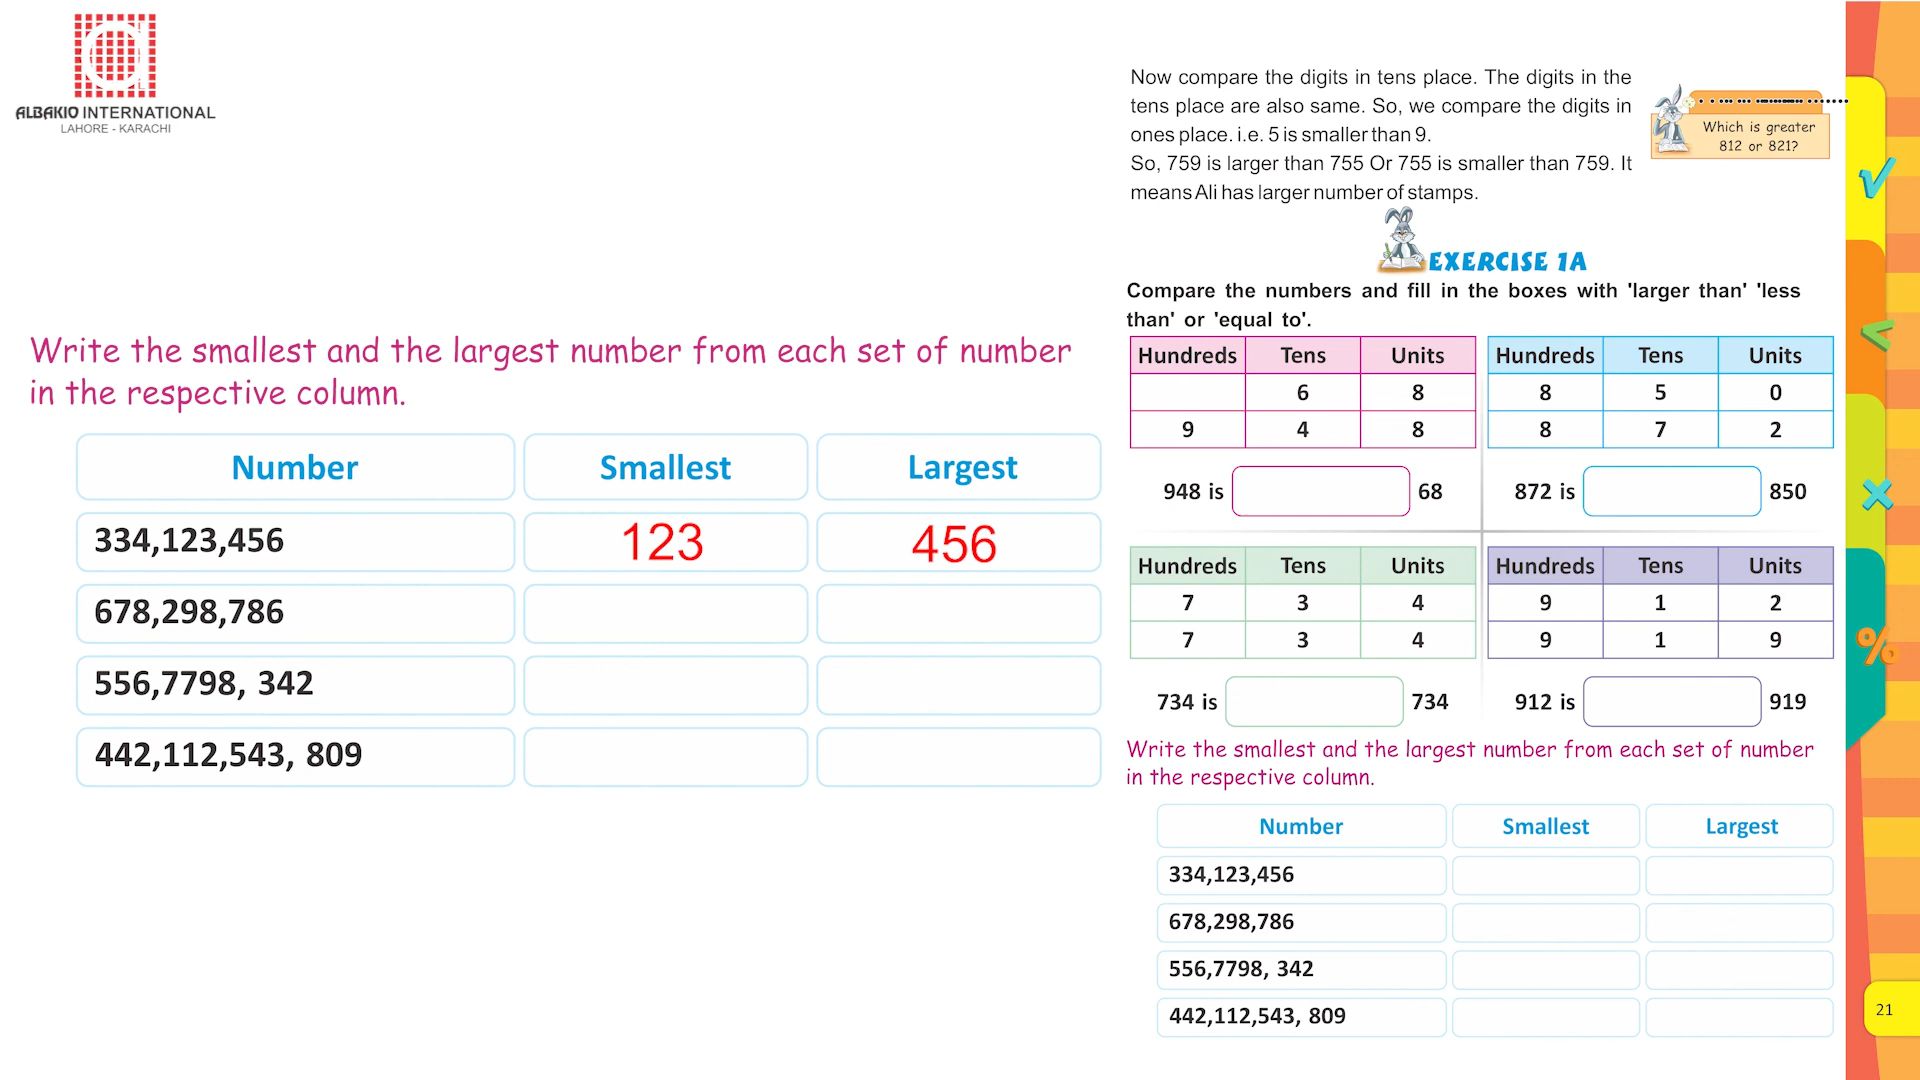 ALBAKIO INTERNATIONAL
LAHORE - KARACHI
Write the smallest and the largest number from each set of number
in the respective column.
Number Smallest Largest
334,123,456 123 456
678,298,786
556,7798, 342
442,112,543, 809
Now compare the digits in tens place. The digits in the
tens place are also same. So, we compare the digits in
ones place. i.e. 5 is smaller than 9.
So, 759 is larger than 755 Or 755 is smaller than 759. It
means Ali has larger number of stamps.
Which is greater
812 or 821?
EXERCISE 1A
Compare the numbers and fill in the boxes with 'larger than' 'less
than' or 'equal to'.
Hundreds Tens Units
6 8
9 4 8
948 is 68
Hundreds Tens Units
8 5 0
8 7 2
872 is 850
Hundreds Tens Units
7 3 4
7 3 4
734 is 734
Hundreds Tens Units
9 1 2
9 1 9
912 is 919
Write the smallest and the largest number from each set of number
in the respective column.
Number Smallest Largest
334,123,456
678,298,786
556,7798, 342
442,112,543, 809
√
<
×
%
21